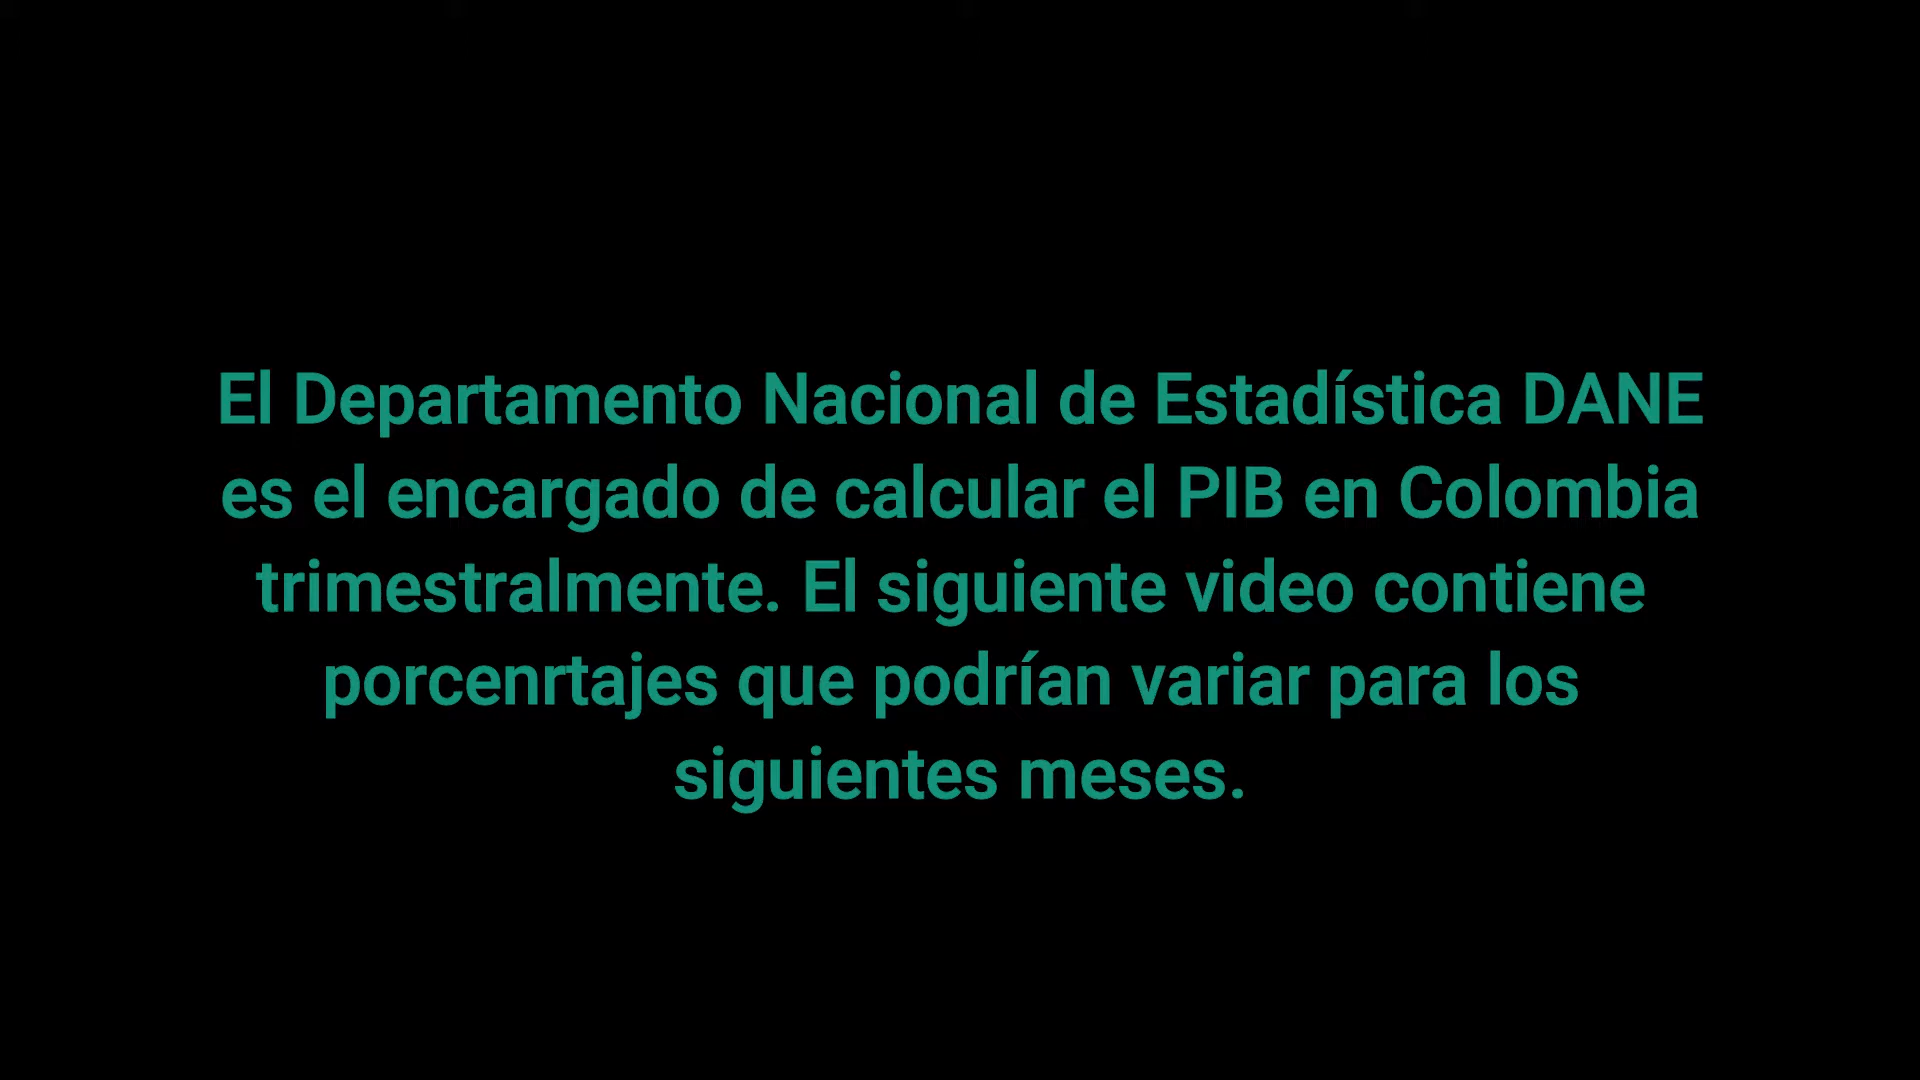 El Departamento Nacional de Estadística DANE
es el encargado de calcular el PIB en Colombia
trimestralmente. El siguiente video contiene
porcenrtajes que podrían variar para los
siguientes meses.